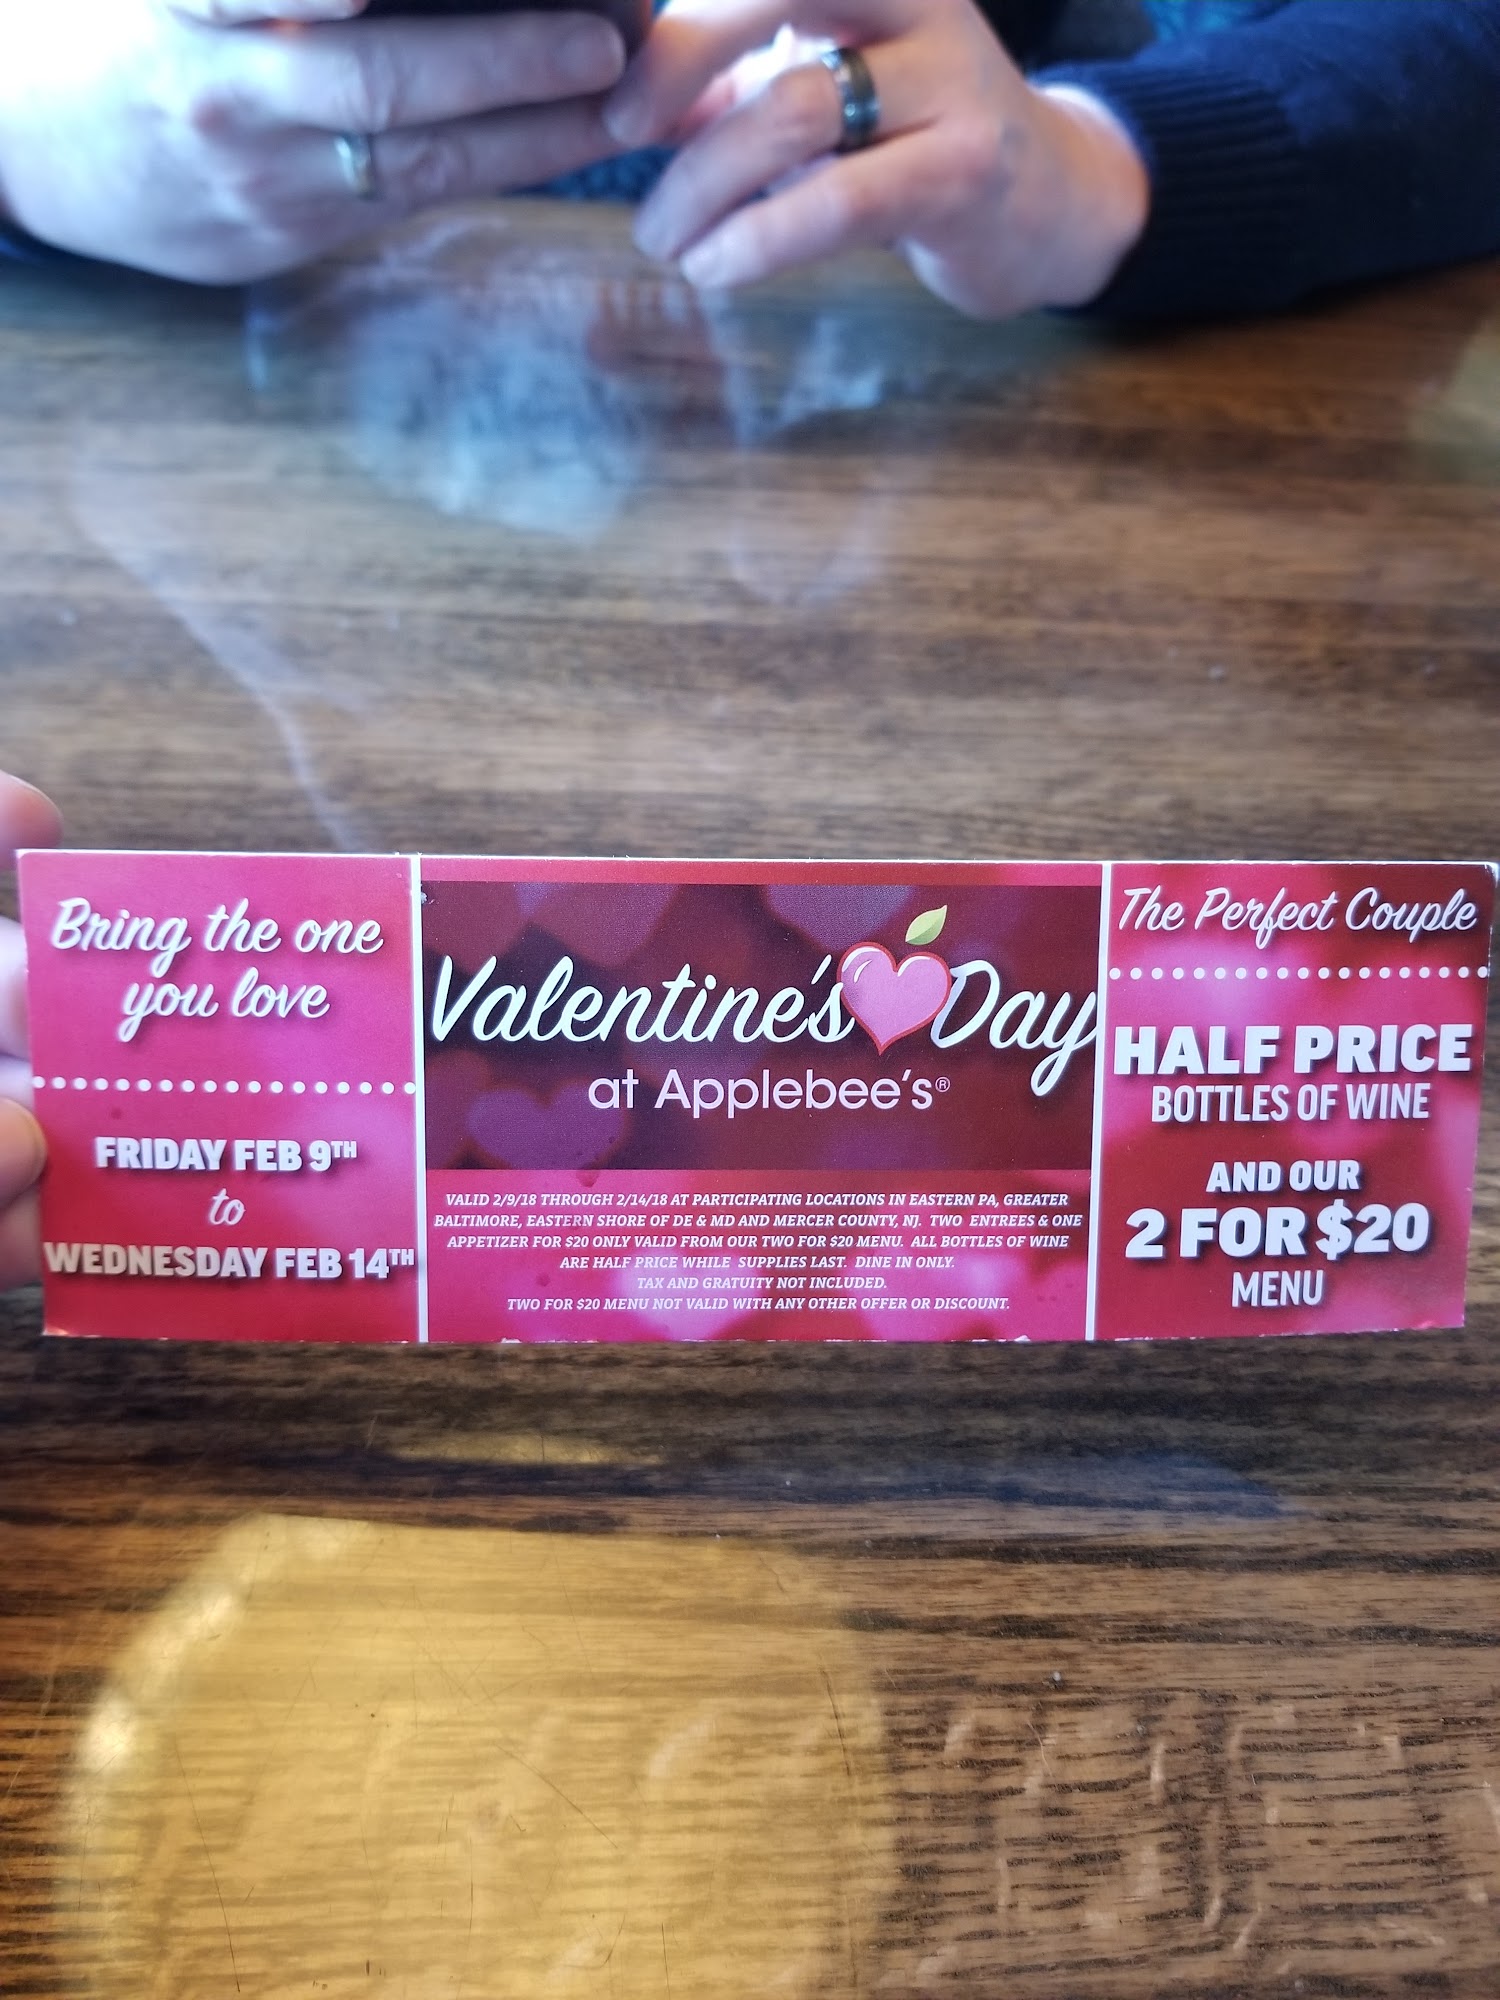 Bring the one
you love
FRIDAY FEB 9TH
to
WEDNESDAY FEB 14TH
Valentine's Day
at Applebee's®
VALID 2/9/18 THROUGH 2/14/18 AT PARTICIPATING LOCATIONS IN EASTERN PA, GREATER
BALTIMORE, EASTERN SHORE OF DE & MD AND MERCER COUNTY, NJ. TWO ENTREES & ONE
APPETIZER FOR $20 ONLY VALID FROM OUR TWO FOR $20 MENU. ALL BOTTLES OF WINE
ARE HALF PRICE WHILE SUPPLIES LAST. DINE IN ONLY.
TAX AND GRATUITY NOT INCLUDED.
TWO FOR $20 MENU NOT VALID WITH ANY OTHER OFFER OR DISCOUNT.
The Perfect Couple
HALF PRICE
BOTTLES OF WINE
AND OUR
2 FOR $20
MENU